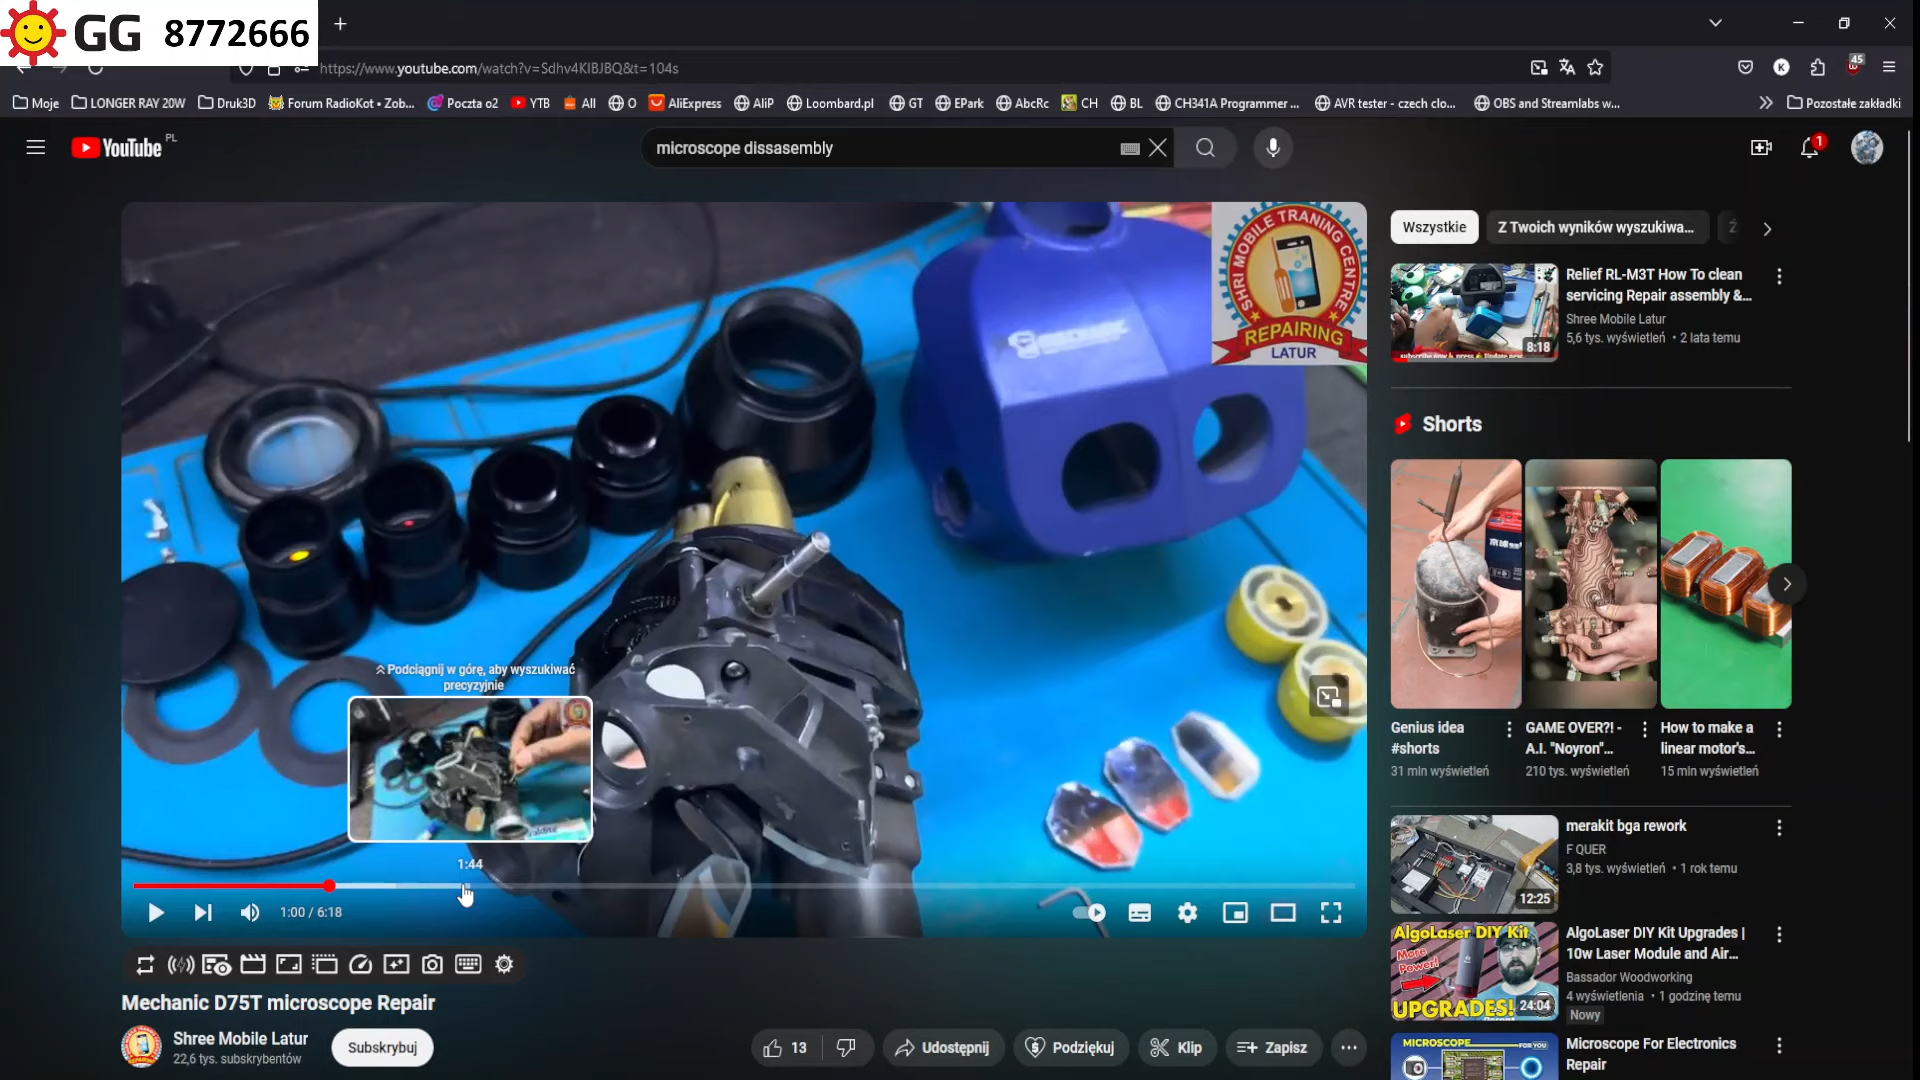 GG 8772666
https://www.youtube.com/watch?v=Sdhv4KIBJBQ&t=104s
45
Moje
LONGER RAY 20W
Druk3D
Forum RadioKot • Zob...
Poczta o2
YTB
All
O
AliExpress
AliP
Loombard.pl
GT
EPark
AbcRc
CH
BL
CH341A Programmer ...
AVR tester - czech clo...
OBS and Streamlabs w...
Pozostałe zakładki
YouTube PL
microscope dissasembly
1
SHRI MOBILE TRANING CENTRE
REPAIRING
LATUR
Podciągnij w górę, aby wyszukiwać
precyzyjnie
1:44
1:00 / 6:18
Mechanic D75T microscope Repair
Shree Mobile Latur
22,6 tys. subskrybentów
Subskrybuj
13
Udostępnij
Podziękuj
Klip
Zapisz
Wszystkie
Z Twoich wyników wyszukiwa...
Relief RL-M3T How To clean
servicing Repair assembly &...
Shree Mobile Latur
5,6 tys. wyświetleń • 2 lata temu
8:18
Shorts
Genius idea
#shorts
31 mln wyświetleń
GAME OVER?! -
A.I. "Noyron"...
210 tys. wyświetleń
How to make a
linear motor's...
15 mln wyświetleń
merakit bga rework
F QUER
3,8 tys. wyświetleń • 1 rok temu
12:25
AlgoLaser DIY Kit
More
Power!
UPGRADES!
24:04
AlgoLaser DIY Kit Upgrades |
10w Laser Module and Air...
Bassador Woodworking
4 wyświetlenia • 1 godzinę temu
Nowy
MICROSCOPE
FOR YOU
Microscope For Electronics
Repair